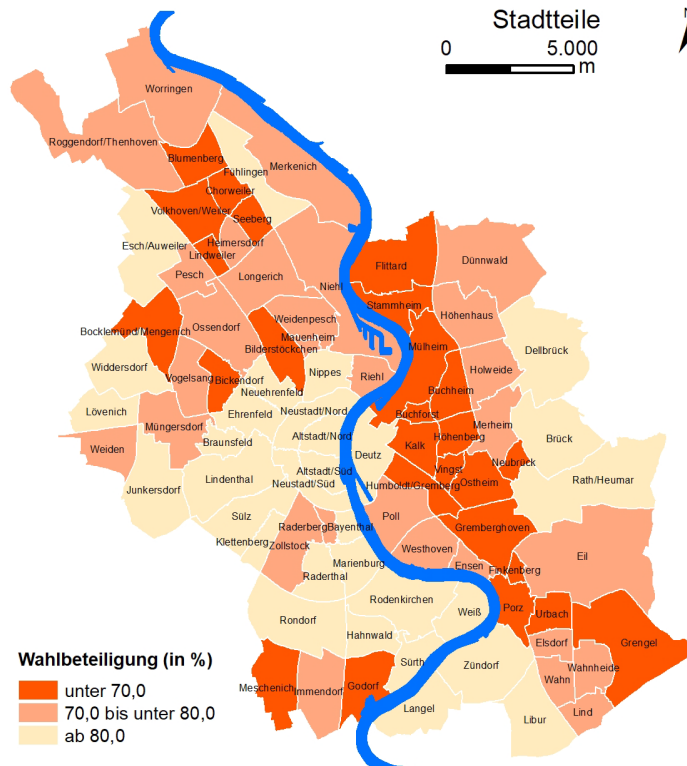 Stadtteile
N
0 5.000
m
Worringen
Roggendorf/Thenhoven
Blumenberg
Fühlingen
Merkenich
Chorweiler
Volkhoven/Weiler
Seeberg
Esch/Auweiler
Heimersdorf
Lindweiler
Pesch
Longerich
Niehl
Flittard
Dünnwald
Stammheim
Höhenhaus
Weidenpesch
Ossendorf
Mauenheim
Bocklemünd/Mengenich
Bilderstöckchen
Mülheim
Dellbrück
Widdersdorf
Nippes
Riehl
Holweide
Vogelsang
Bickendorf
Neuehrenfeld
Buchheim
Lövenich
Ehrenfeld
Neustadt/Nord
Buchforst
Merheim
Müngersdorf
Braunsfeld
Altstadt/Nord
Höhenberg
Brück
Weiden
Deutz
Kalk
Neubrück
Lindenthal
Altstadt/Süd
Vingst
Rath/Heumar
Junkersdorf
Neustadt/Süd
Humboldt/Gremberg
Ostheim
Sülz
Raderberg
Bayenthal
Poll
Gremberghoven
Klettenberg
Zollstock
Westhoven
Eil
Marienburg
Ensen
Finkenberg
Raderthal
Rodenkirchen
Weiß
Porz
Urbach
Rondorf
Hahnwald
Elsdorf
Grengel
Sürth
Zündorf
Wahnheide
Wahn
Meschenich
Immendorf
Godorf
Langel
Lind
Libur
Wahlbeteiligung (in %)
unter 70,0
70,0 bis unter 80,0
ab 80,0